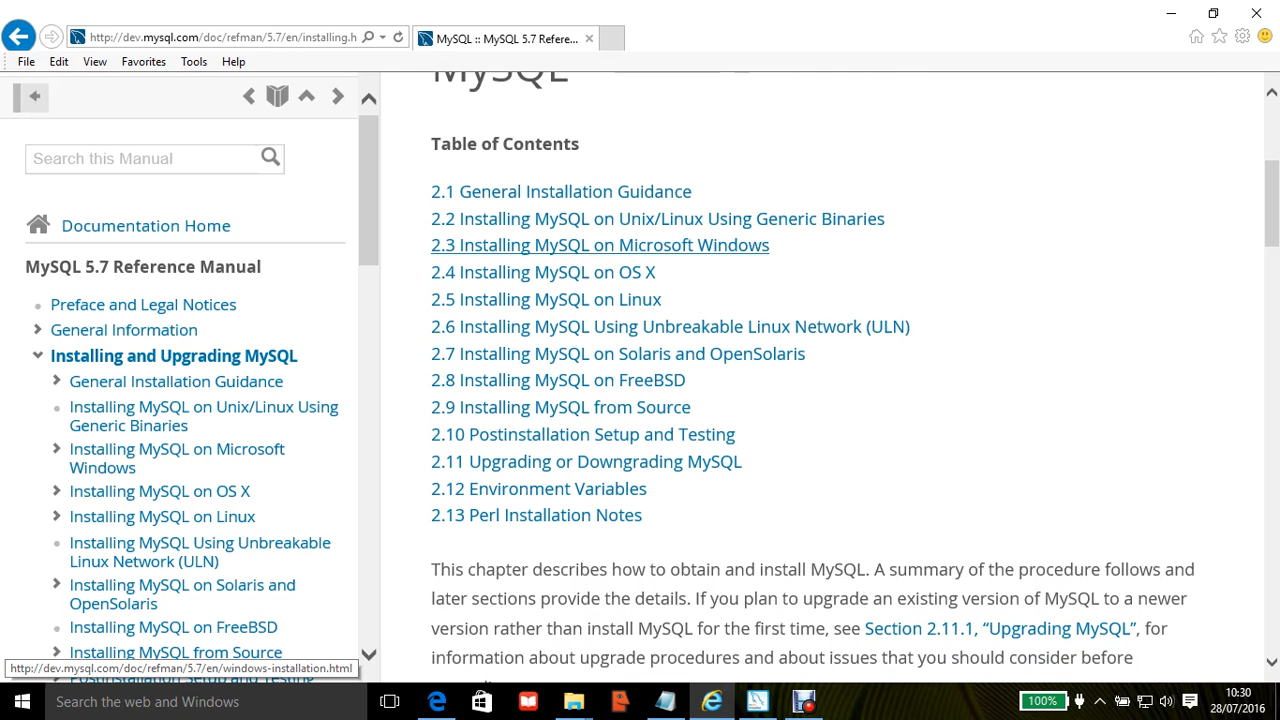 http://dev.mysql.com/doc/refman/5.7/en/installing.h
MySQL :: MySQL 5.7 Refere...
File Edit View Favorites Tools Help
Search this Manual
Documentation Home
MySQL 5.7 Reference Manual
Preface and Legal Notices
General Information
Installing and Upgrading MySQL
General Installation Guidance
Installing MySQL on Unix/Linux Using
Generic Binaries
Installing MySQL on Microsoft
Windows
Installing MySQL on OS X
Installing MySQL on Linux
Installing MySQL Using Unbreakable
Linux Network (ULN)
Installing MySQL on Solaris and
OpenSolaris
Installing MySQL on FreeBSD
Installing MySQL from Source
Postinstallation Setup and Testing
http://dev.mysql.com/doc/refman/5.7/en/windows-installation.html
MySQL
Table of Contents
2.1 General Installation Guidance
2.2 Installing MySQL on Unix/Linux Using Generic Binaries
2.3 Installing MySQL on Microsoft Windows
2.4 Installing MySQL on OS X
2.5 Installing MySQL on Linux
2.6 Installing MySQL Using Unbreakable Linux Network (ULN)
2.7 Installing MySQL on Solaris and OpenSolaris
2.8 Installing MySQL on FreeBSD
2.9 Installing MySQL from Source
2.10 Postinstallation Setup and Testing
2.11 Upgrading or Downgrading MySQL
2.12 Environment Variables
2.13 Perl Installation Notes
This chapter describes how to obtain and install MySQL. A summary of the procedure follows and
later sections provide the details. If you plan to upgrade an existing version of MySQL to a newer
version rather than install MySQL for the first time, see Section 2.11.1, “Upgrading MySQL”, for
information about upgrade procedures and about issues that you should consider before
Search the web and Windows
100%
10:30
28/07/2016